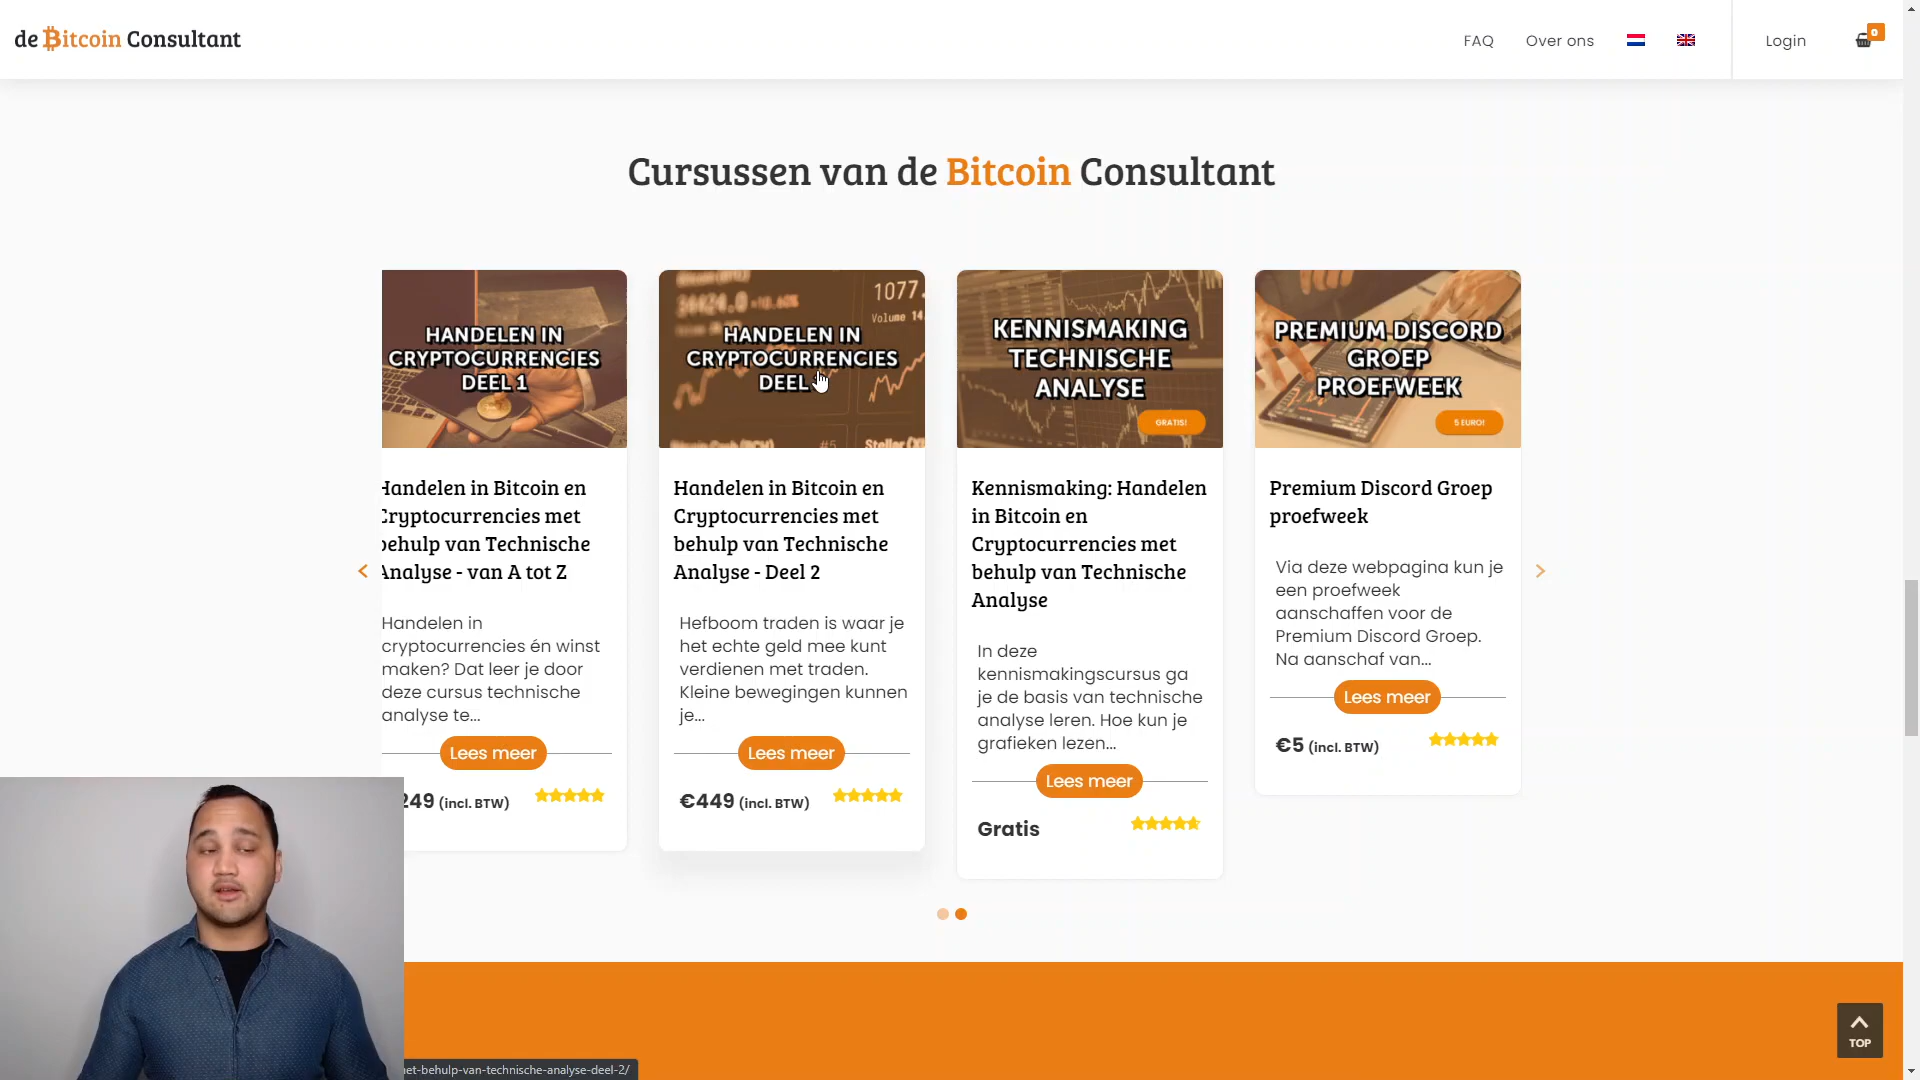 de Bitcoin Consultant
FAQ
Over ons
Login
0
Cursussen van de Bitcoin Consultant
HANDELEN IN
CRYPTOCURRENCIES
DEEL 1
Handelen in Bitcoin en
Cryptocurrencies met
behulp van Technische
Analyse - van A tot Z
Handelen in
cryptocurrencies én winst
maken? Dat leer je door
deze cursus technische
analyse te...
Lees meer
249 (incl. BTW)
1077.
Volume 14.
HANDELEN IN
CRYPTOCURRENCIES
DEEL
#5
Steller (X
Handelen in Bitcoin en
Cryptocurrencies met
behulp van Technische
Analyse - Deel 2
Hefboom traden is waar je
het echte geld mee kunt
verdienen met traden.
Kleine bewegingen kunnen
je...
Lees meer
€449 (incl. BTW)
KENNISMAKING
TECHNISCHE
ANALYSE
GRATIS!
Kennismaking: Handelen
in Bitcoin en
Cryptocurrencies met
behulp van Technische
Analyse
In deze
kennismakingscursus ga
je de basis van technische
analyse leren. Hoe kun je
grafieken lezen...
Lees meer
Gratis
PREMIUM DISCORD
GROEP
PROEFWEEK
5 EURO!
Premium Discord Groep
proefweek
Via deze webpagina kun je
een proefweek
aanschaffen voor de
Premium Discord Groep.
Na aanschaf van...
Lees meer
€5 (incl. BTW)
TOP
et-behulp-van-technische-analyse-deel-2/